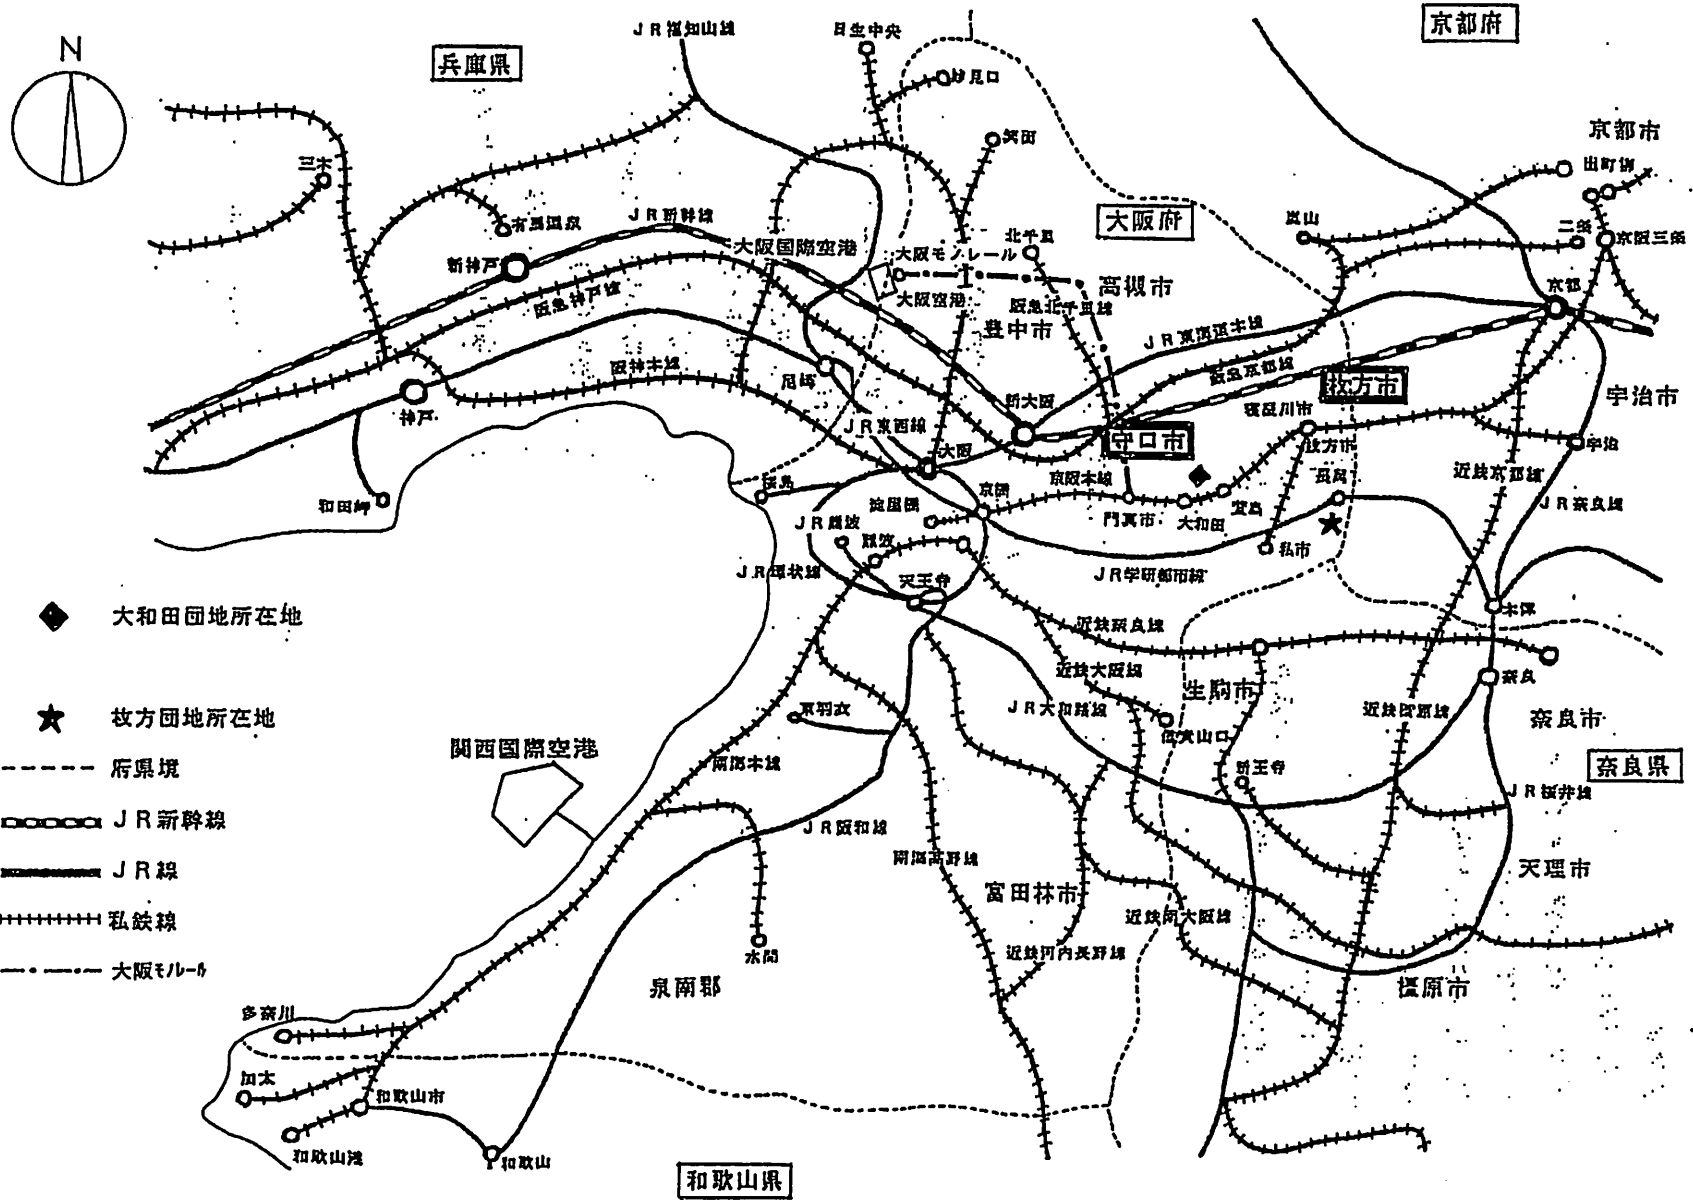 N
兵庫県
JR福知山線
日生中央
妙見口
京都府
京都市
出町柳
箕面
三木
有馬温泉
JR新幹線
大阪国際空港
大阪府
嵐山
二条
京阪三条
新神戸
北千里
大阪モノレール
大阪空港
阪急神戸線
阪急北千里線
高槻市
豊中市
京都
JR東海道本線
阪神本線
尼崎
阪急京都線
枚方市
宇治市
神戸
新大阪
寝屋川市
JR東西線
守口市
枚方市
宇治
大阪
近鉄京都線
長尾
桜島
京橋
京阪本線
和田岬
淀屋橋
門真市
大和田
萱島
JR奈良線
JR難波
難波
私市
JR環状線
JR学研都市線
天王寺
木津
大和田団地所在地
近鉄奈良線
近鉄大阪線
生駒市
奈良
東羽衣
JR大和路線
近鉄橿原線
枚方団地所在地
信貴山口
奈良市
関西国際空港
南海本線
新王寺
奈良県
府県境
JR桜井線
JR新幹線
JR阪和線
南海高野線
天理市
JR線
富田林市
近鉄南大阪線
私鉄線
近鉄河内長野線
水間
大阪モノレール
泉南郡
橿原市
多奈川
加太
和歌山市
和歌山港
和歌山
和歌山県